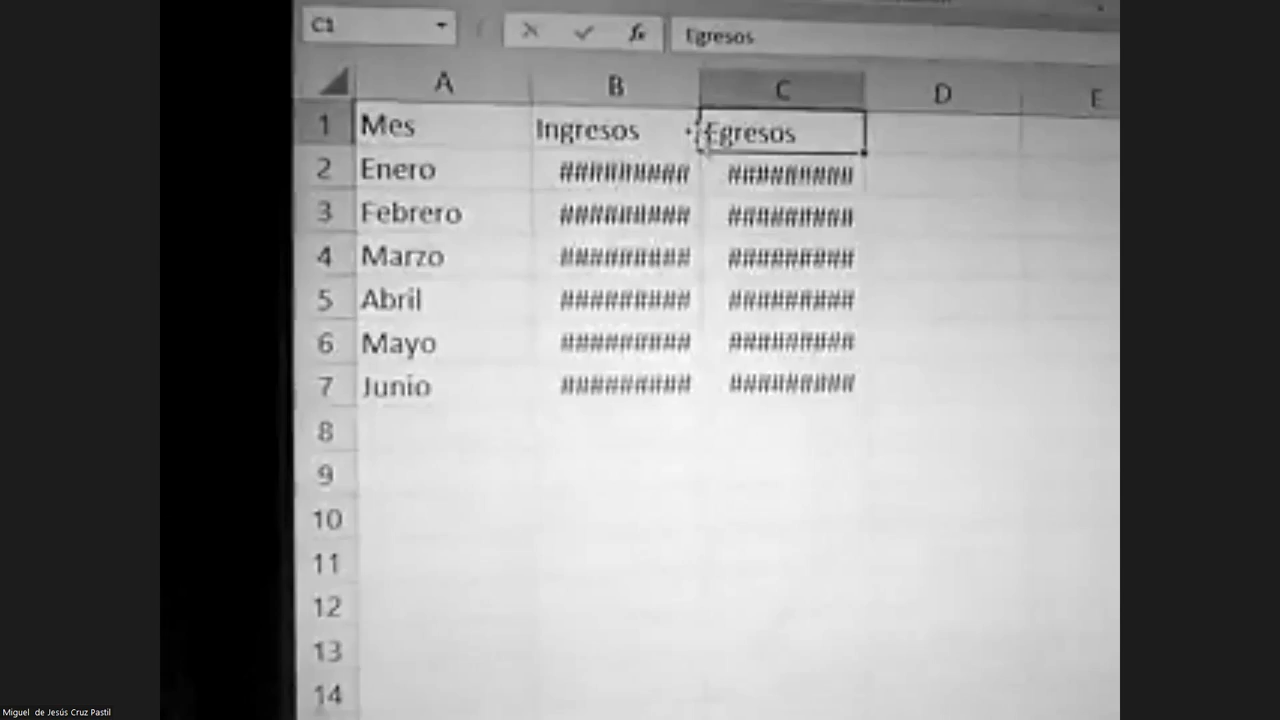 C1 fx Egresos
A B C D E
1 Mes Ingresos Egresos
2 Enero ######### #########
3 Febrero ######### #########
4 Marzo ######### #########
5 Abril ######### #########
6 Mayo ######### #########
7 Junio ######### #########
8
9
10
11
12
13
14
Miguel de Jesús Cruz Pastil